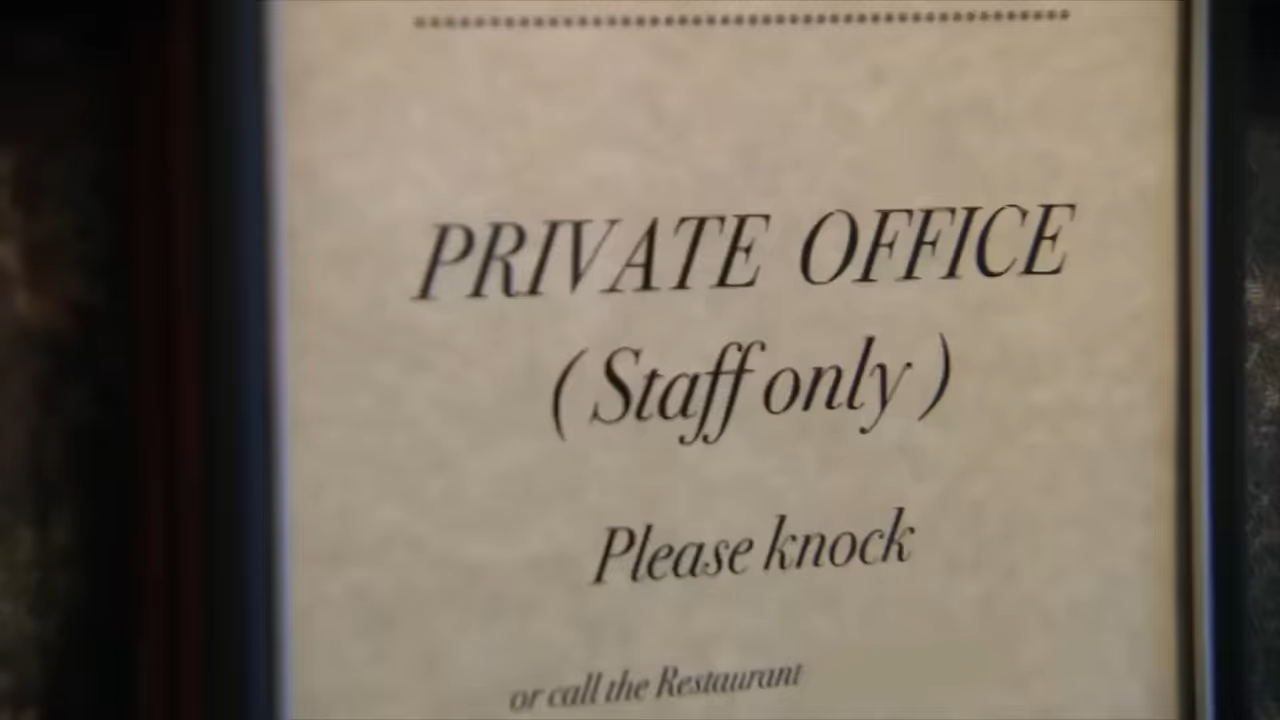 PRIVATE OFFICE
( Staff only )
Please knock
or call the Restaurant